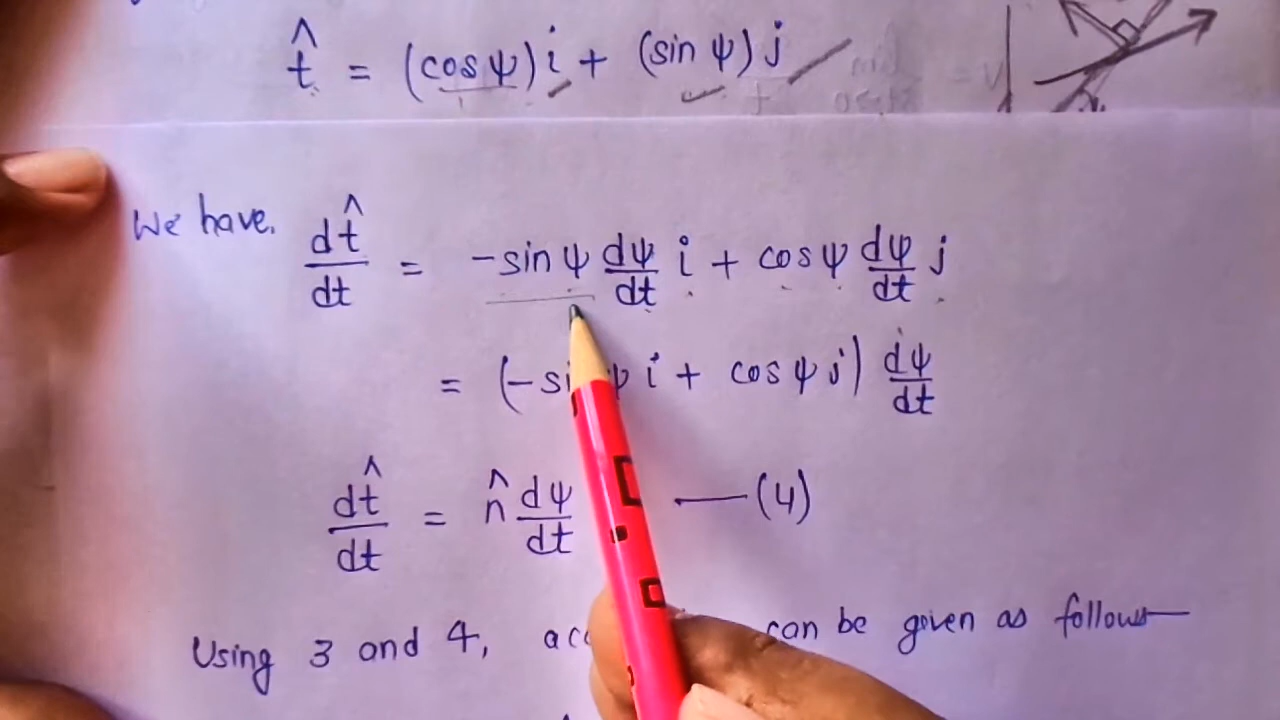 t̂ = (cos ψ) i + (sin ψ) j
We have. dt̂/dt = -sin ψ dψ/dt i + cos ψ dψ/dt j
= (-si ψ i + cos ψ j) dψ/dt
dt̂/dt = n̂ dψ/dt — (4)
Using 3 and 4, can be given as follows—